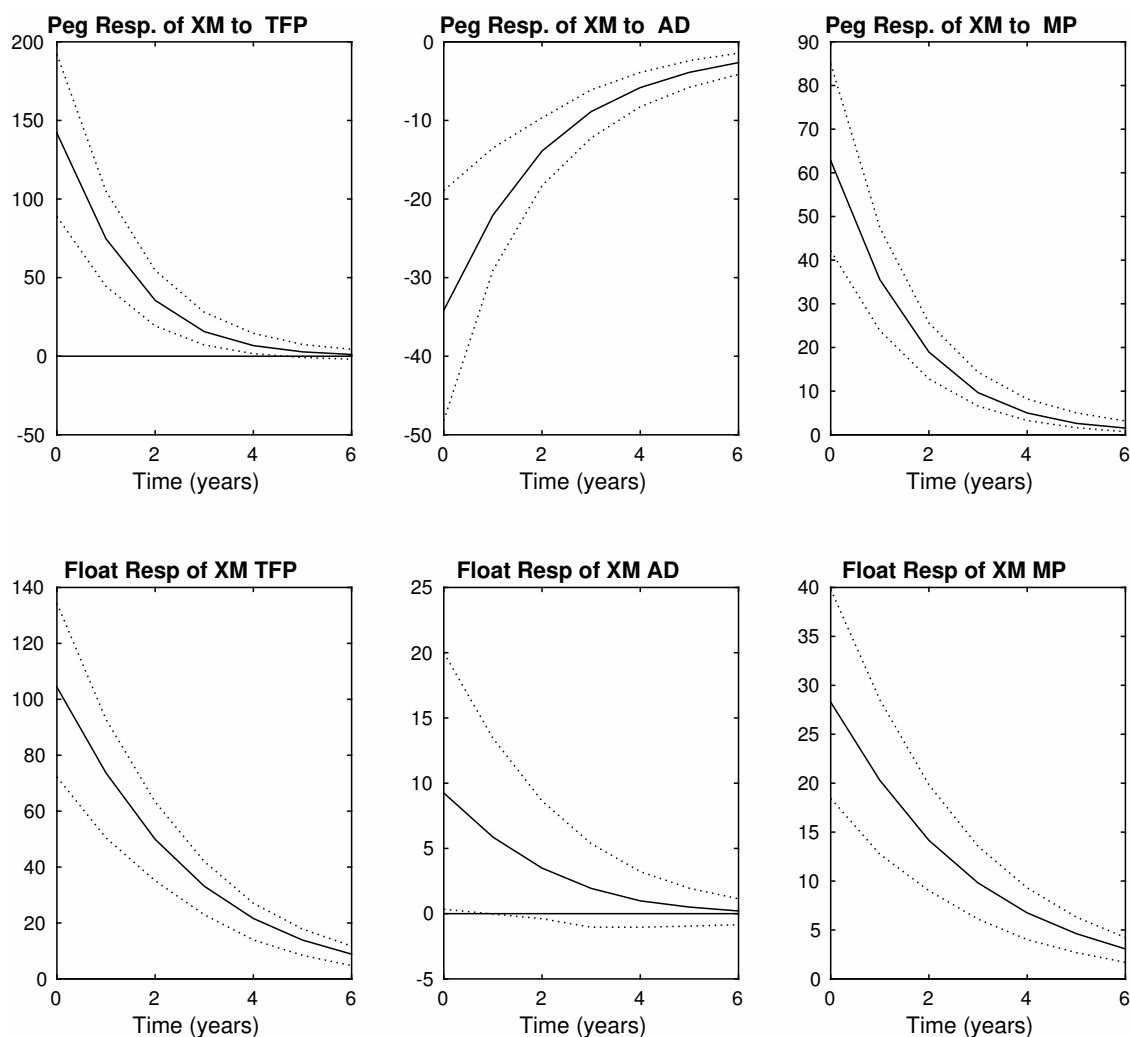 Peg Resp. of XM to TFP
200
150
100
50
0
-50
0 2 4 6
Time (years)
Peg Resp. of XM to AD
0
-10
-20
-30
-40
-50
0 2 4 6
Time (years)
Peg Resp. of XM to MP
90
80
70
60
50
40
30
20
10
0
0 2 4 6
Time (years)
Float Resp of XM TFP
140
120
100
80
60
40
20
0
0 2 4 6
Time (years)
Float Resp of XM AD
25
20
15
10
5
0
-5
0 2 4 6
Time (years)
Float Resp of XM MP
40
35
30
25
20
15
10
5
0
0 2 4 6
Time (years)